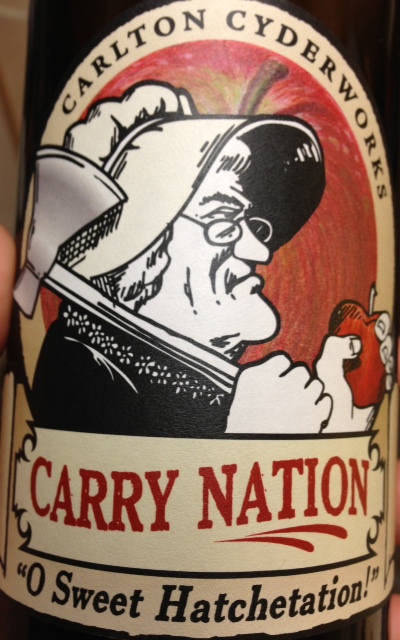 CARLTON CYDERWORKS
CARRY NATION
"O Sweet Hatchetation!"